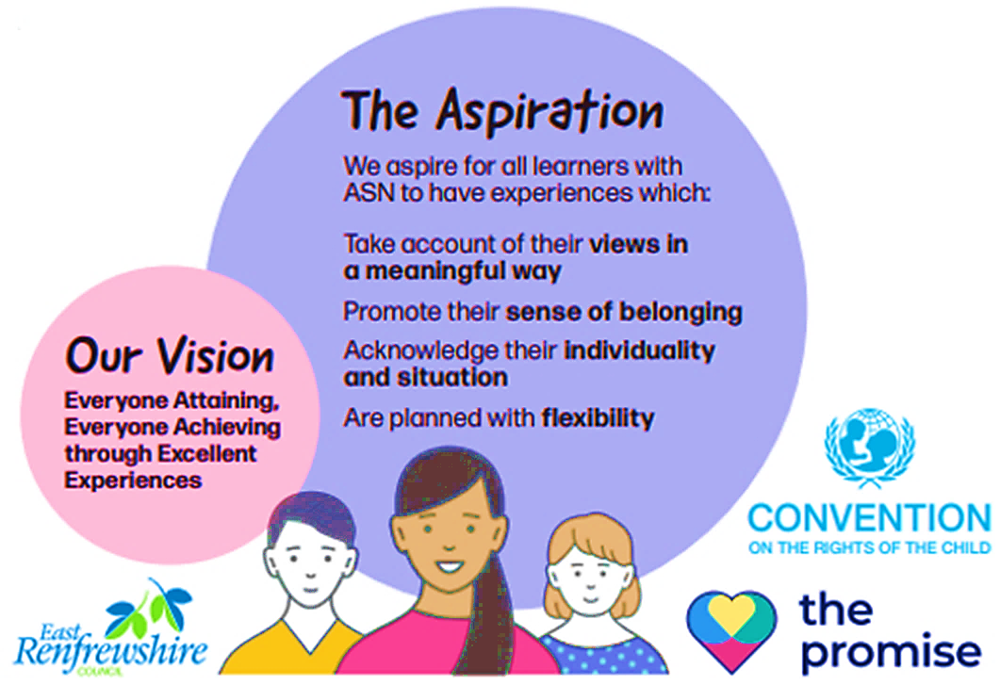 The Aspiration
We aspire for all learners with
ASN to have experiences which:
Take account of their views in
a meaningful way
Promote their sense of belonging
Acknowledge their individuality
and situation
Are planned with flexibility
Our Vision
Everyone Attaining,
Everyone Achieving
through Excellent
Experiences
CONVENTION
ON THE RIGHTS OF THE CHILD
East
Renfrewshire
COUNCIL
the
promise